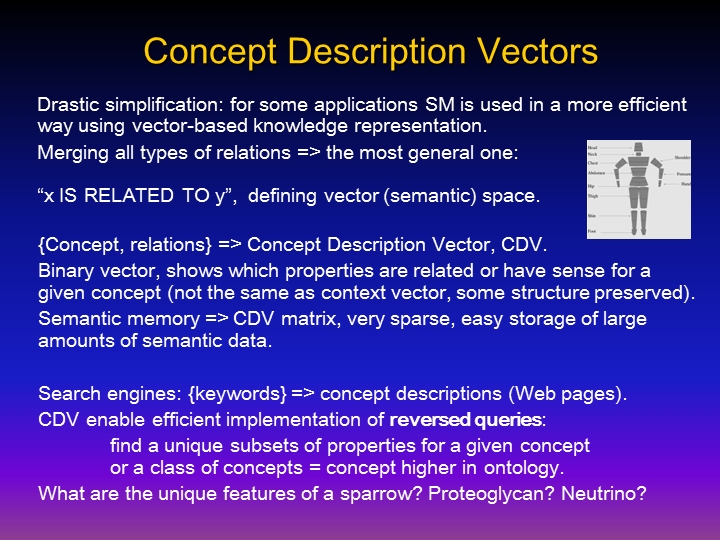 Concept Description Vectors
Drastic simplification: for some applications SM is used in a more efficient
way using vector-based knowledge representation.
Merging all types of relations => the most general one:
“x IS RELATED TO y”, defining vector (semantic) space.
Head
Neck
Chest
Abdomen
Hip
Thigh
Shin
Foot
Shoulder
Forearm
Hand
{Concept, relations} => Concept Description Vector, CDV.
Binary vector, shows which properties are related or have sense for a
given concept (not the same as context vector, some structure preserved).
Semantic memory => CDV matrix, very sparse, easy storage of large
amounts of semantic data.
Search engines: {keywords} => concept descriptions (Web pages).
CDV enable efficient implementation of reversed queries:
find a unique subsets of properties for a given concept
or a class of concepts = concept higher in ontology.
What are the unique features of a sparrow? Proteoglycan? Neutrino?